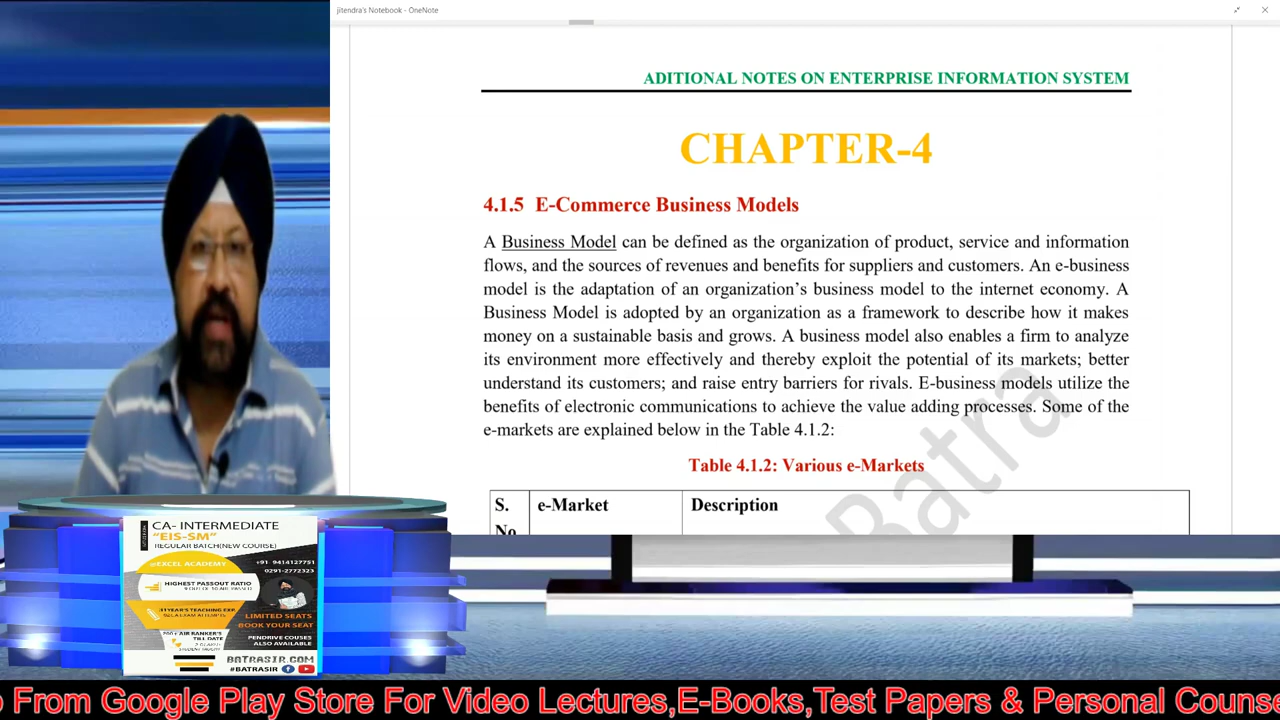 jitendra's Notebook - OneNote
ADITIONAL NOTES ON ENTERPRISE INFORMATION SYSTEM
CHAPTER-4
4.1.5 E-Commerce Business Models
A Business Model can be defined as the organization of product, service and information
flows, and the sources of revenues and benefits for suppliers and customers. An e-business
model is the adaptation of an organization's business model to the internet economy. A
Business Model is adopted by an organization as a framework to describe how it makes
money on a sustainable basis and grows. A business model also enables a firm to analyze
its environment more effectively and thereby exploit the potential of its markets; better
understand its customers; and raise entry barriers for rivals. E-business models utilize the
benefits of electronic communications to achieve the value adding processes. Some of the
e-markets are explained below in the Table 4.1.2:
Batra
Table 4.1.2: Various e-Markets
S. e-Market Description
No
CA- INTERMEDIATE
"EIS-SM"
REGULAR BATCH(NEW COURSE)
@EXCEL ACADEMY
+91 9414127751
0291-2772323
HIGHEST PASSOUT RATIO
LIMITED SEATS
BOOK YOUR SEAT
TILL DATE
PENDRIVE COUSES
ALSO AVAILABLE
BATRASIR.COM
#BATRASIR
From Google Play Store For Video Lectures,E-Books,Test Papers & Personal Counse